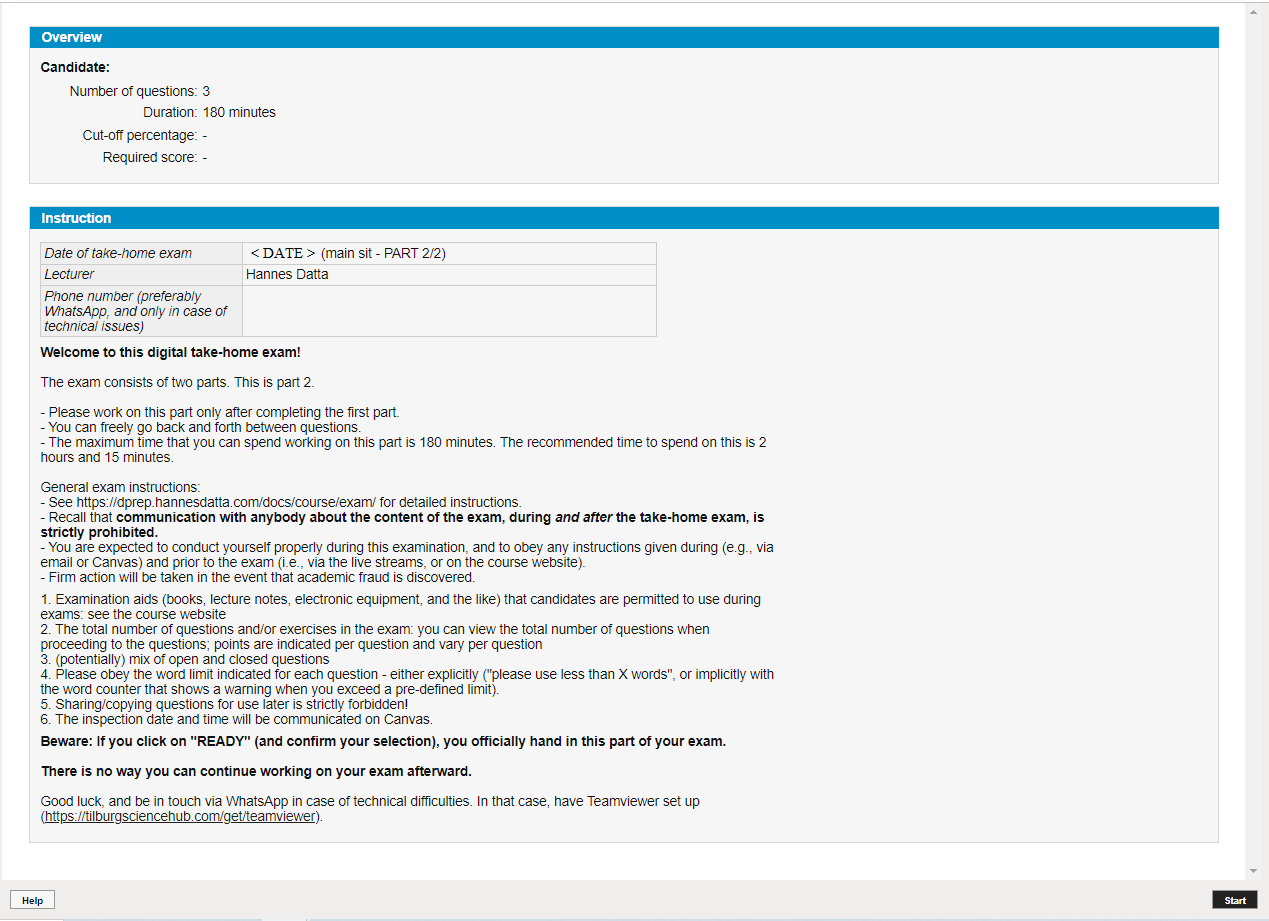 Overview
Candidate:
Number of questions: 3
Duration: 180 minutes
Cut-off percentage: -
Required score: -
Instruction
Date of take-home exam < DATE > (main sit - PART 2/2)
Lecturer Hannes Datta
Phone number (preferably
WhatsApp, and only in case of
technical issues)
Welcome to this digital take-home exam!
The exam consists of two parts. This is part 2.
- Please work on this part only after completing the first part.
- You can freely go back and forth between questions.
- The maximum time that you can spend working on this part is 180 minutes. The recommended time to spend on this is 2
hours and 15 minutes.
General exam instructions:
- See https://dprep.hannesdatta.com/docs/course/exam/ for detailed instructions.
- Recall that communication with anybody about the content of the exam, during and after the take-home exam, is
strictly prohibited.
- You are expected to conduct yourself properly during this examination, and to obey any instructions given during (e.g., via
email or Canvas) and prior to the exam (i.e., via the live streams, or on the course website).
- Firm action will be taken in the event that academic fraud is discovered.
1. Examination aids (books, lecture notes, electronic equipment, and the like) that candidates are permitted to use during
exams: see the course website
2. The total number of questions and/or exercises in the exam: you can view the total number of questions when
proceeding to the questions; points are indicated per question and vary per question
3. (potentially) mix of open and closed questions
4. Please obey the word limit indicated for each question - either explicitly ("please use less than X words", or implicitly with
the word counter that shows a warning when you exceed a pre-defined limit).
5. Sharing/copying questions for use later is strictly forbidden!
6. The inspection date and time will be communicated on Canvas.
Beware: If you click on "READY" (and confirm your selection), you officially hand in this part of your exam.
There is no way you can continue working on your exam afterward.
Good luck, and be in touch via WhatsApp in case of technical difficulties. In that case, have Teamviewer set up
(https://tilburgsciencehub.com/get/teamviewer).
Help
Start